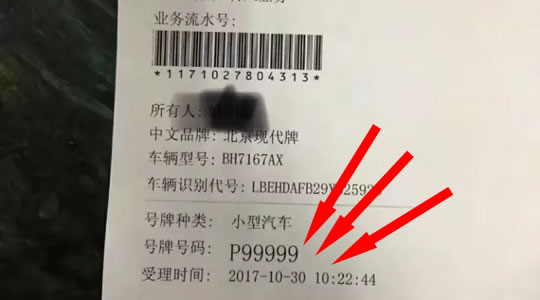 业务流水号:
*1171027804313*
所有人:
中文品牌: 北京现代牌
车辆型号: BH7167AX
车辆识别代号:
号牌种类: 小型汽车
号牌号码: P99999
受理时间: 2017-10-30 10:22:44